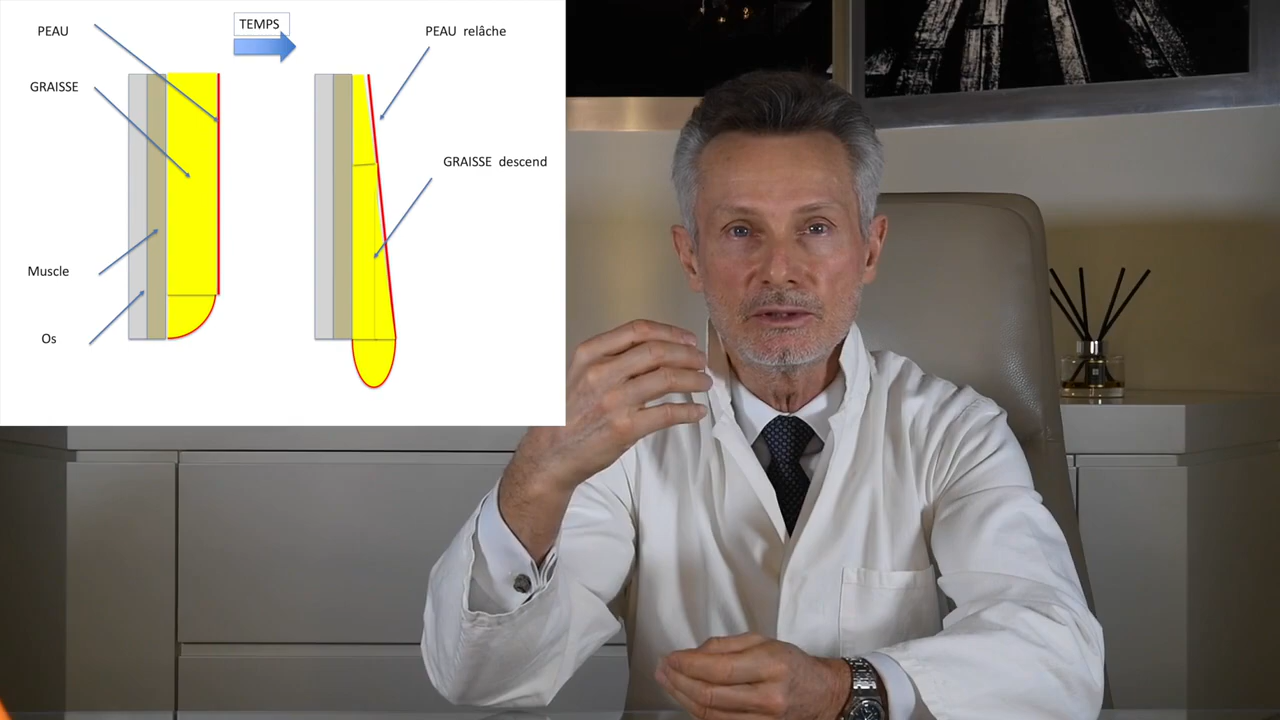 TEMPS
PEAU
PEAU relâche
GRAISSE
GRAISSE descend
Muscle
Os